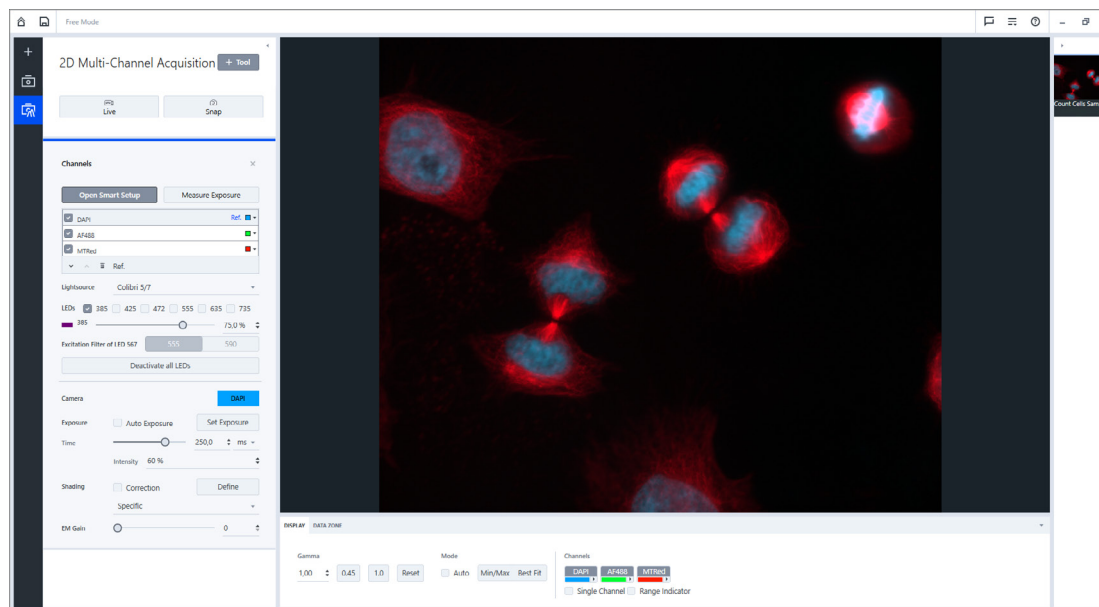 Free Mode
2D Multi-Channel Acquisition
+ Tool
Live
Snap
Channels
Open Smart Setup
Measure Exposure
DAPI Ref.
AF488
MTRed
Ref.
Lightsource Colibri 5/7
LEDs 385 425 472 555 635 735
385 75,0 %
Excitation Filter of LED 567 555 590
Deactivate all LEDs
Camera DAPI
Exposure Auto Exposure Set Exposure
Time 250,0 ms
Intensity 60 %
Shading Correction Define
Specific
EM Gain 0
Count Cells Sam
DISPLAY DATA ZONE
Gamma Mode Channels
1,00 0.45 1.0 Reset Auto Min/Max Best Fit DAPI AF488 MTRed
Single Channel Range Indicator